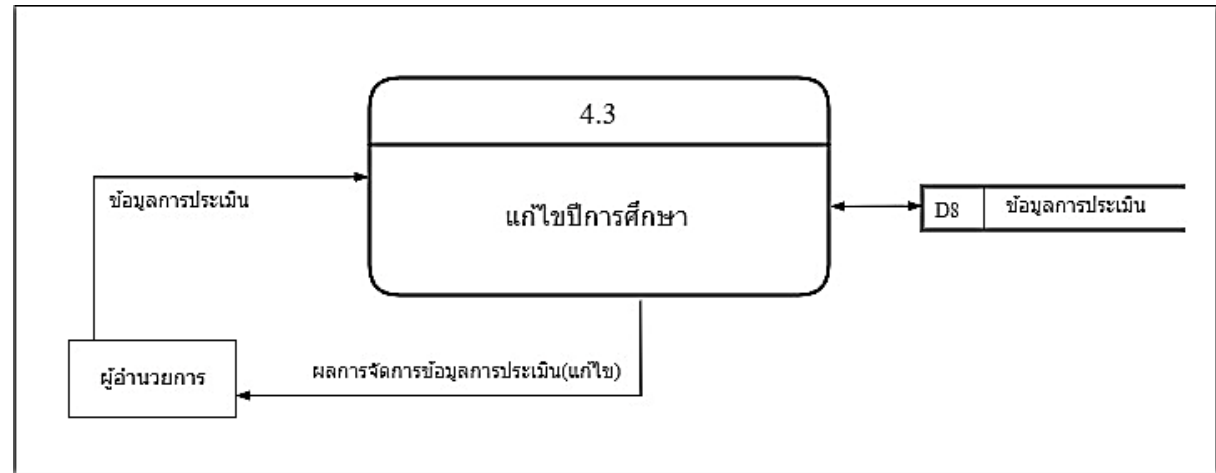 4.3
ข้อมูลการประเมิน
แก้ไขปีการศึกษา
D8 ข้อมูลการประเมิน
ผู้อำนวยการ
ผลการจัดการข้อมูลการประเมิน(แก้ไข)